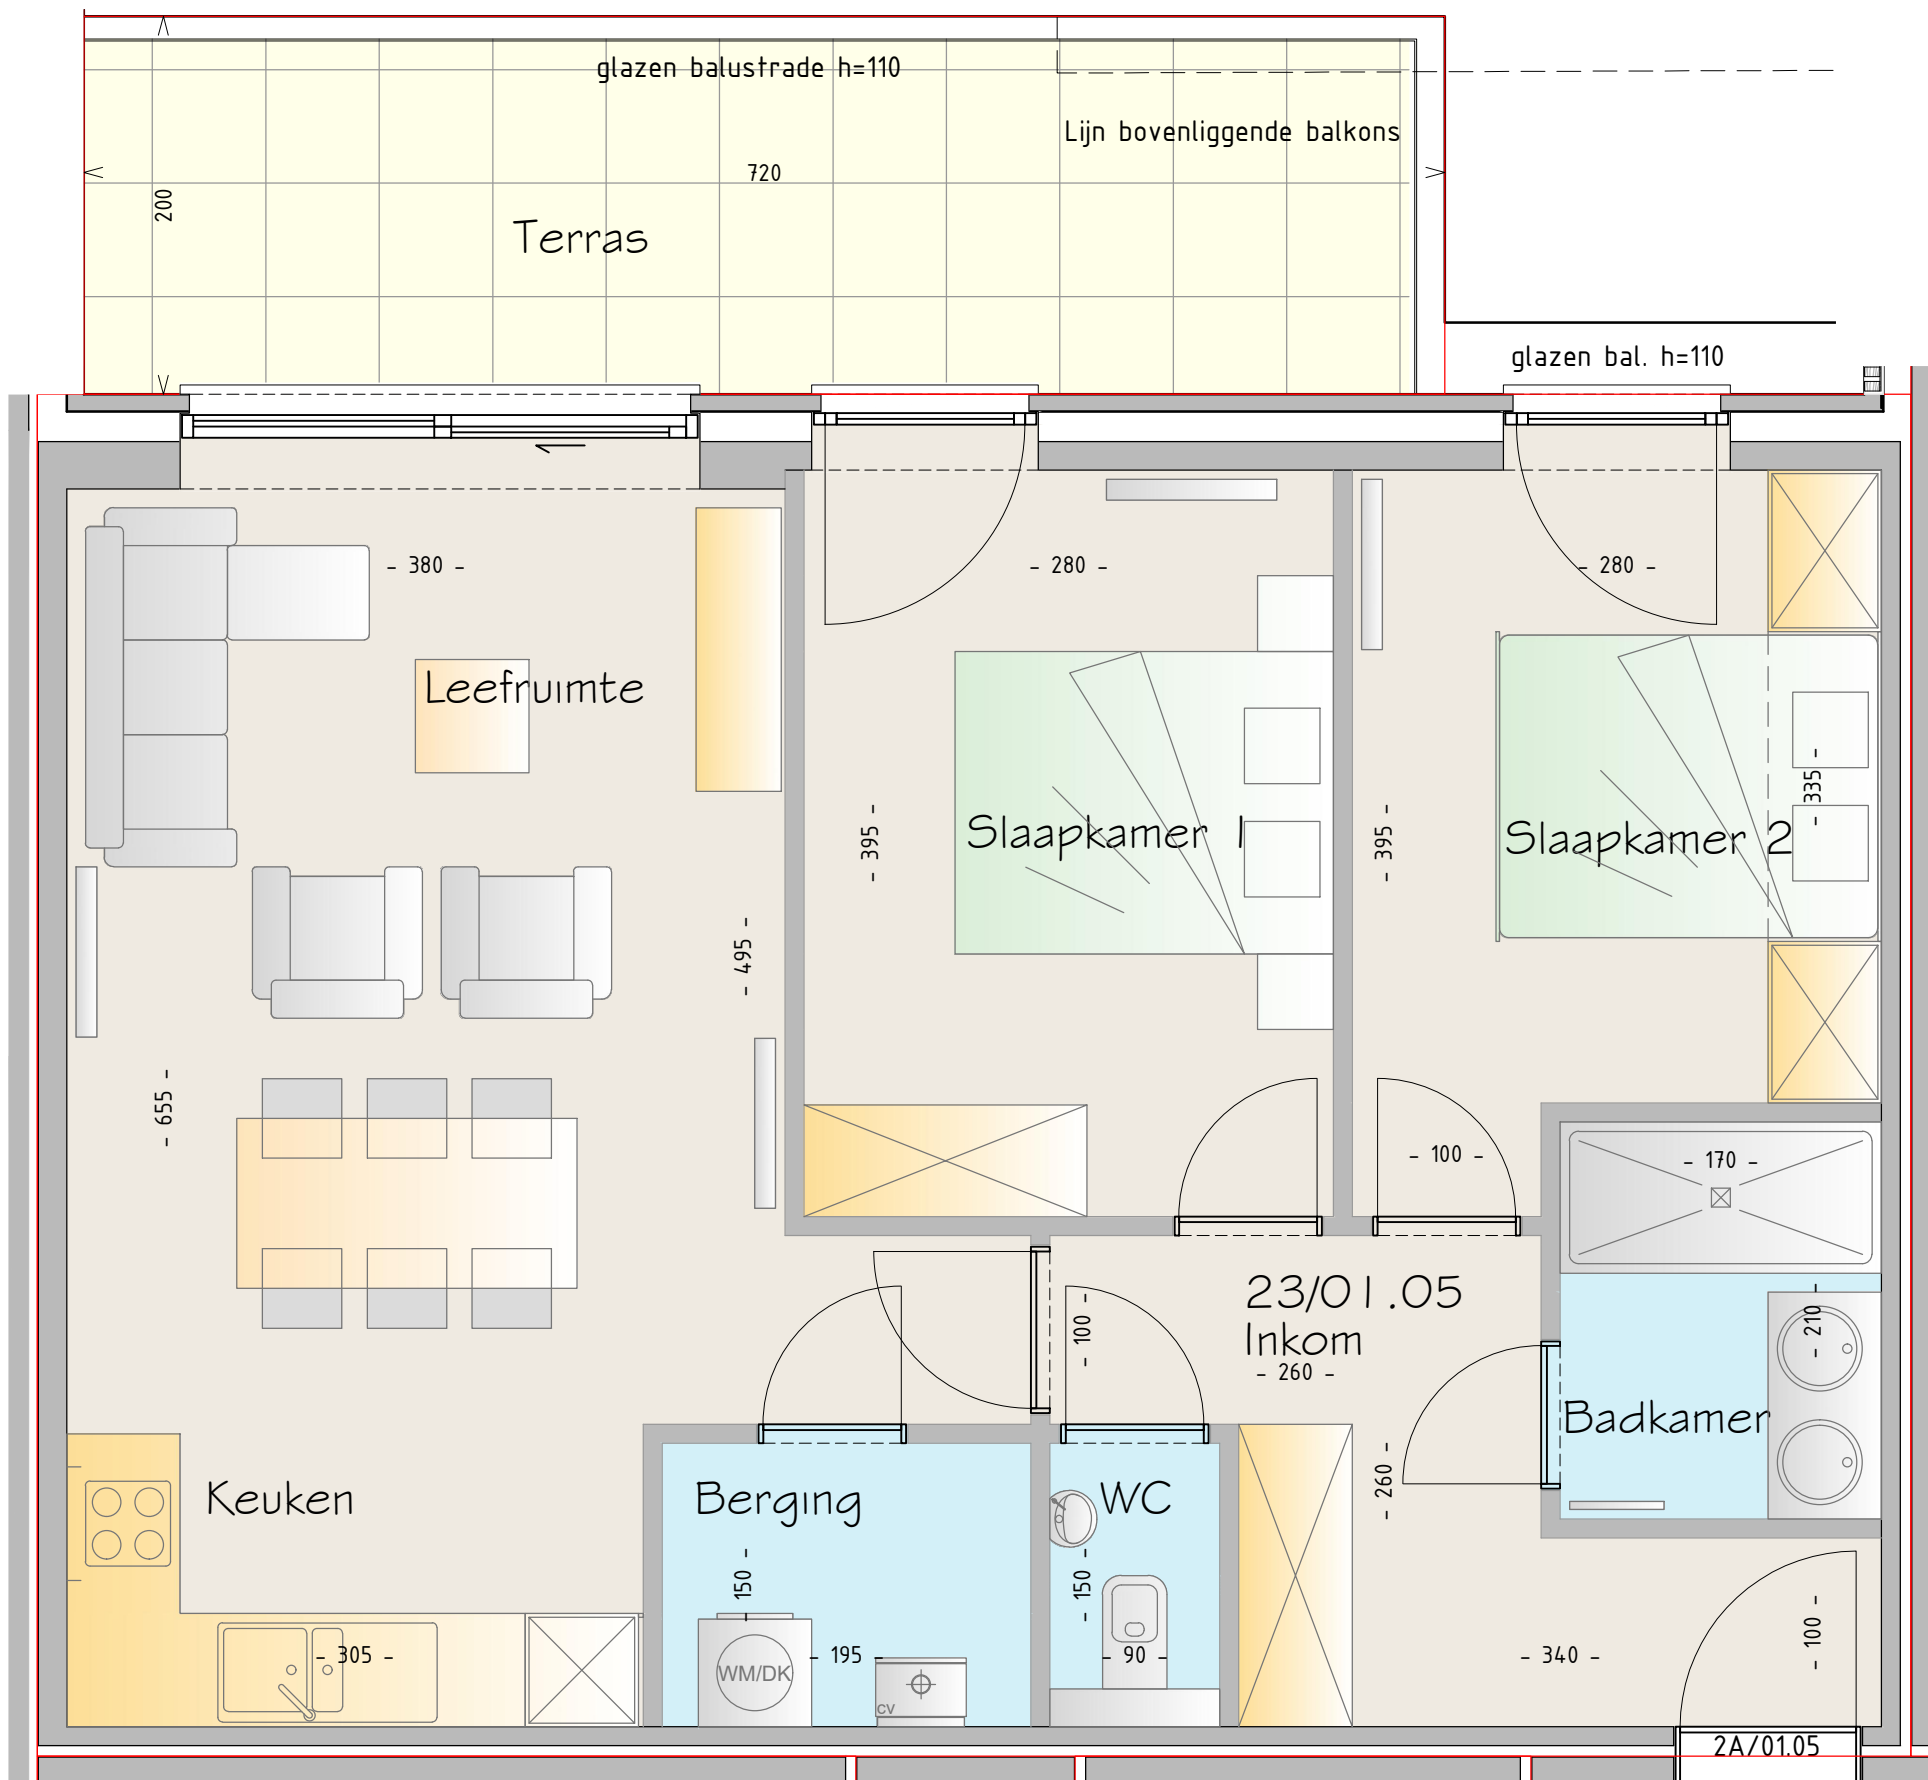 glazen balustrade h=110
Lijn bovenliggende balkons
720
200
Terras
glazen bal. h=110
- 380 -
- 280 -
- 280 -
Leefruimte
- 335 -
Slaapkamer 1
Slaapkamer 2
- 395 -
- 395 -
- 495 -
- 655 -
- 100 -
- 170 -
23/01.05
Inkom
- 260 -
- 100 -
- 210 -
Badkamer
Keuken
Berging
WC
- 260 -
- 150 -
- 150 -
- 305 -
WM/DK
- 195 -
CV
- 90 -
- 340 -
- 100 -
2A/01.05